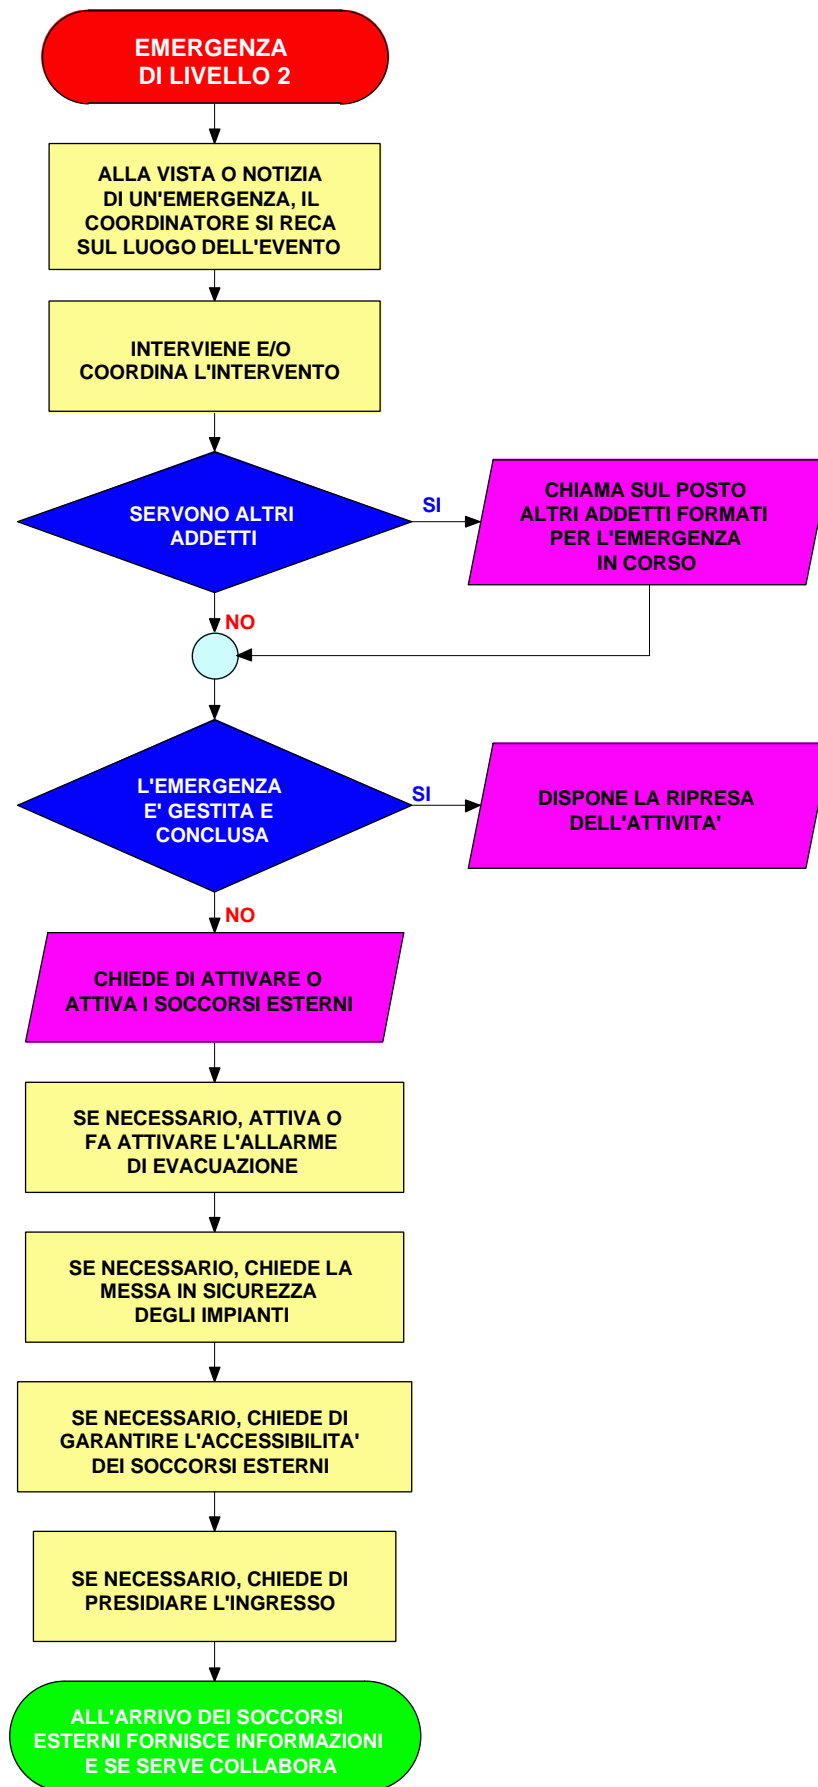 EMERGENZA
DI LIVELLO 2
ALLA VISTA O NOTIZIA
DI UN'EMERGENZA, IL
COORDINATORE SI RECA
SUL LUOGO DELL'EVENTO
INTERVIENE E/O
COORDINA L'INTERVENTO
SERVONO ALTRI
ADDETTI
SI
CHIAMA SUL POSTO
ALTRI ADDETTI FORMATI
PER L'EMERGENZA
IN CORSO
NO
L'EMERGENZA
E' GESTITA E
CONCLUSA
SI
DISPONE LA RIPRESA
DELL'ATTIVITA'
NO
CHIEDE DI ATTIVARE O
ATTIVA I SOCCORSI ESTERNI
SE NECESSARIO, ATTIVA O
FA ATTIVARE L'ALLARME
DI EVACUAZIONE
SE NECESSARIO, CHIEDE LA
MESSA IN SICUREZZA
DEGLI IMPIANTI
SE NECESSARIO, CHIEDE DI
GARANTIRE L'ACCESSIBILITA'
DEI SOCCORSI ESTERNI
SE NECESSARIO, CHIEDE DI
PRESIDIARE L'INGRESSO
ALL'ARRIVO DEI SOCCORSI
ESTERNI FORNISCE INFORMAZIONI
E SE SERVE COLLABORA